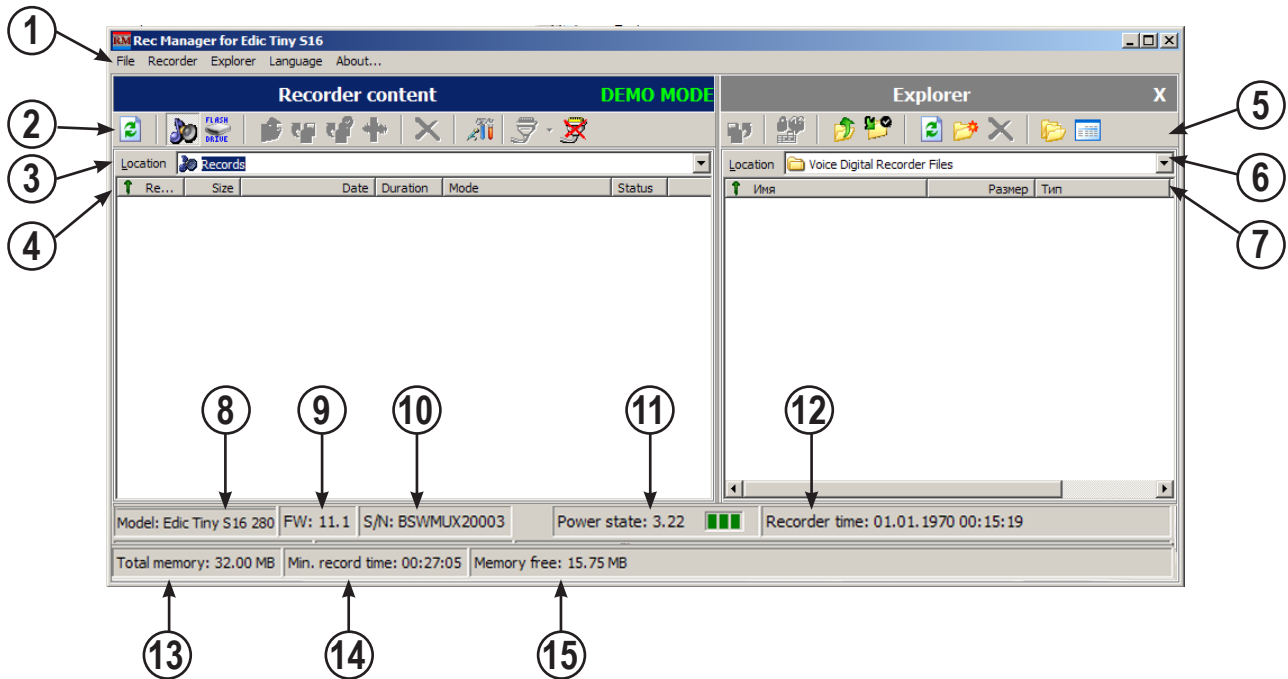 1
RM Rec Manager for Edic Tiny S16
File Recorder Explorer Language About...
Recorder content DEMO MODE Explorer X
2 FLASH DRIVE 5
3 Location Records Location Voice Digital Recorder Files 6
4 Re... Size Date Duration Mode Status Имя Размер Тип 7
8 9 10 11 12
Model: Edic Tiny S16 280 FW: 11.1 S/N: BSWMUX20003 Power state: 3.22 Recorder time: 01.01.1970 00:15:19
Total memory: 32.00 MB Min. record time: 00:27:05 Memory free: 15.75 MB
13 14 15